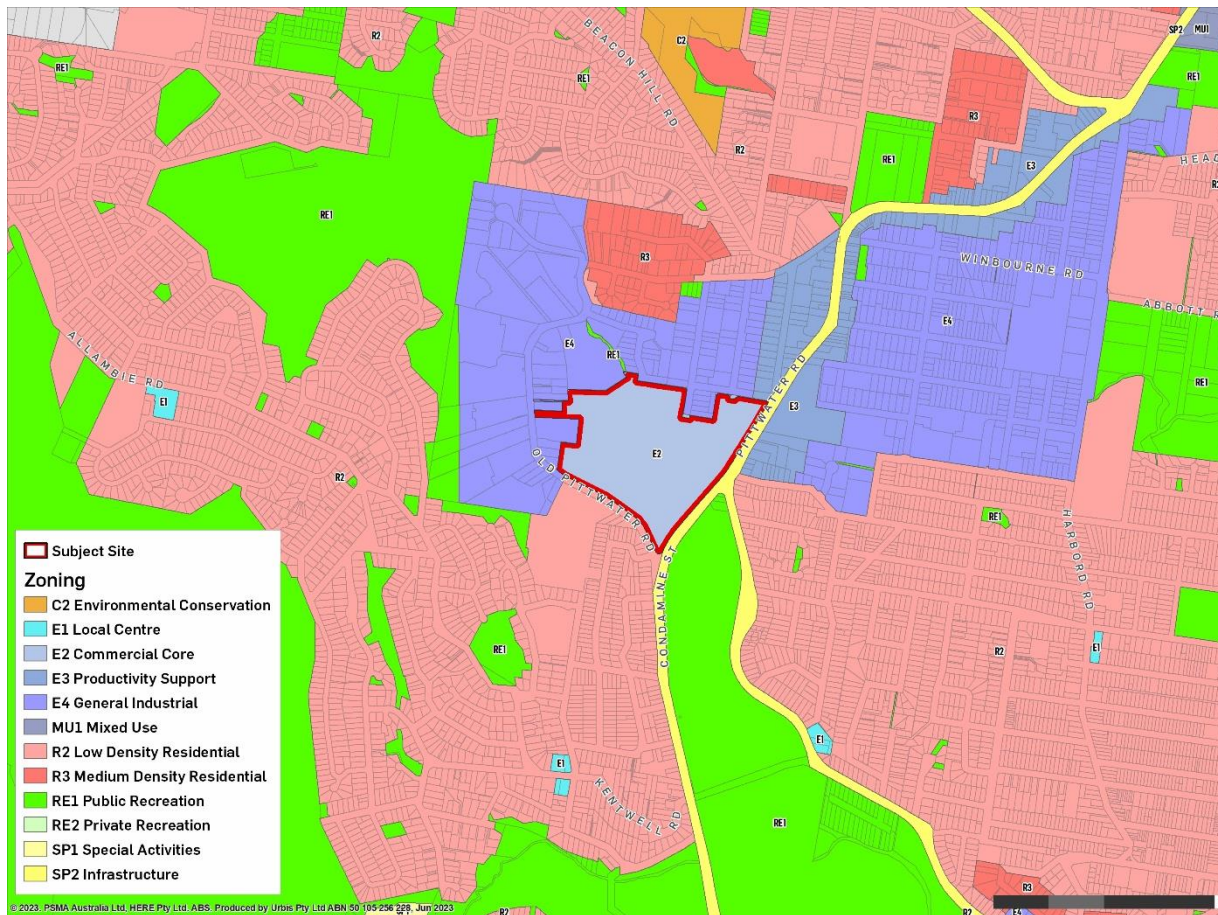 SP2
MU1
R2
C2
BEACON HILL RD
RE1
RE1
RE1
R3
R2
RE1
E3
HEAD
R2
RE1
R3
WINBOURNE RD
ABBOTT R
E4
ALLAMBIE RD
E4
RE1
RE1
E1
PITTWATER RD
E3
E2
OLD PITTWATER RD
R2
RE1
HARBORD RD
CONDAMINE ST
Subject Site
Zoning
C2 Environmental Conservation
E1 Local Centre
E2 Commercial Core
E3 Productivity Support
E4 General Industrial
MU1 Mixed Use
R2 Low Density Residential
R3 Medium Density Residential
RE1 Public Recreation
RE2 Private Recreation
SP1 Special Activities
SP2 Infrastructure
RE1
R2
E1
E1
E1
KENTWELL RD
RE1
R3
E4
R2
R2
© 2023. PSMA Australia Ltd, HERE Pty Ltd. ABS. Produced by Urbis Pty Ltd ABN 50 105 256 228, Jun 2023